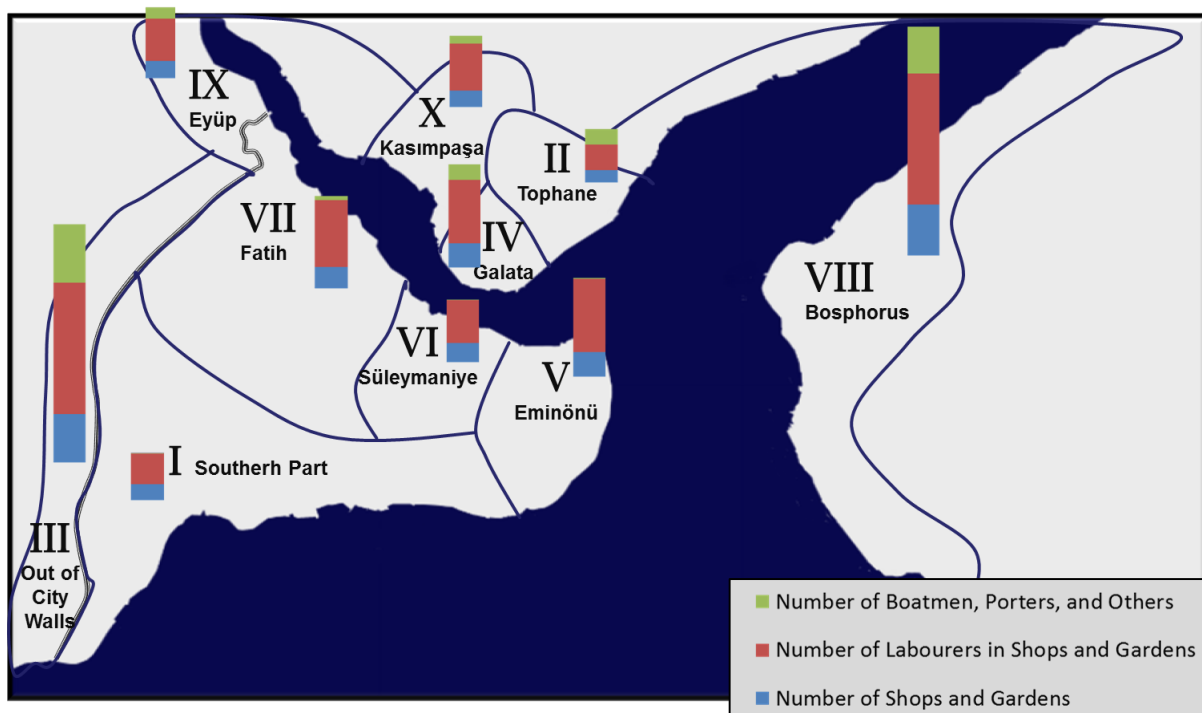 IX
Eyüp
X
Kasımpaşa
II
Tophane
VII
Fatih
IV
Galata
VIII
Bosphorus
VI
Süleymaniye
V
Eminönü
I Southerh Part
III
Out of
City
Walls
Number of Boatmen, Porters, and Others
Number of Labourers in Shops and Gardens
Number of Shops and Gardens